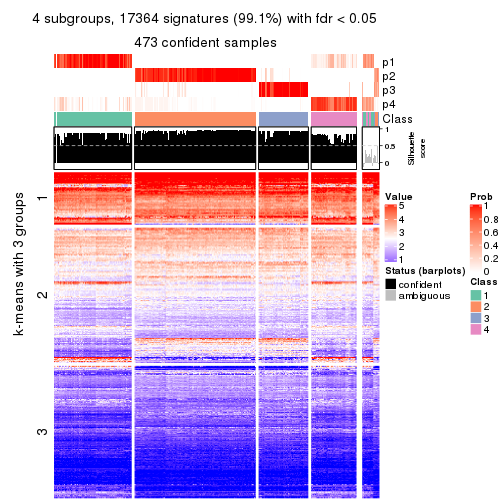 4 subgroups, 17364 signatures (99.1%) with fdr < 0.05
473 confident samples
p1
p2
p3
p4
Class
1
0.5
0
Silhouette
score
k-means with 3 groups
1
2
3
Value
5
4
3
2
1
Status (barplots)
confident
ambiguous
Prob
1
0.8
0.6
0.4
0.2
0
Class
1
2
3
4